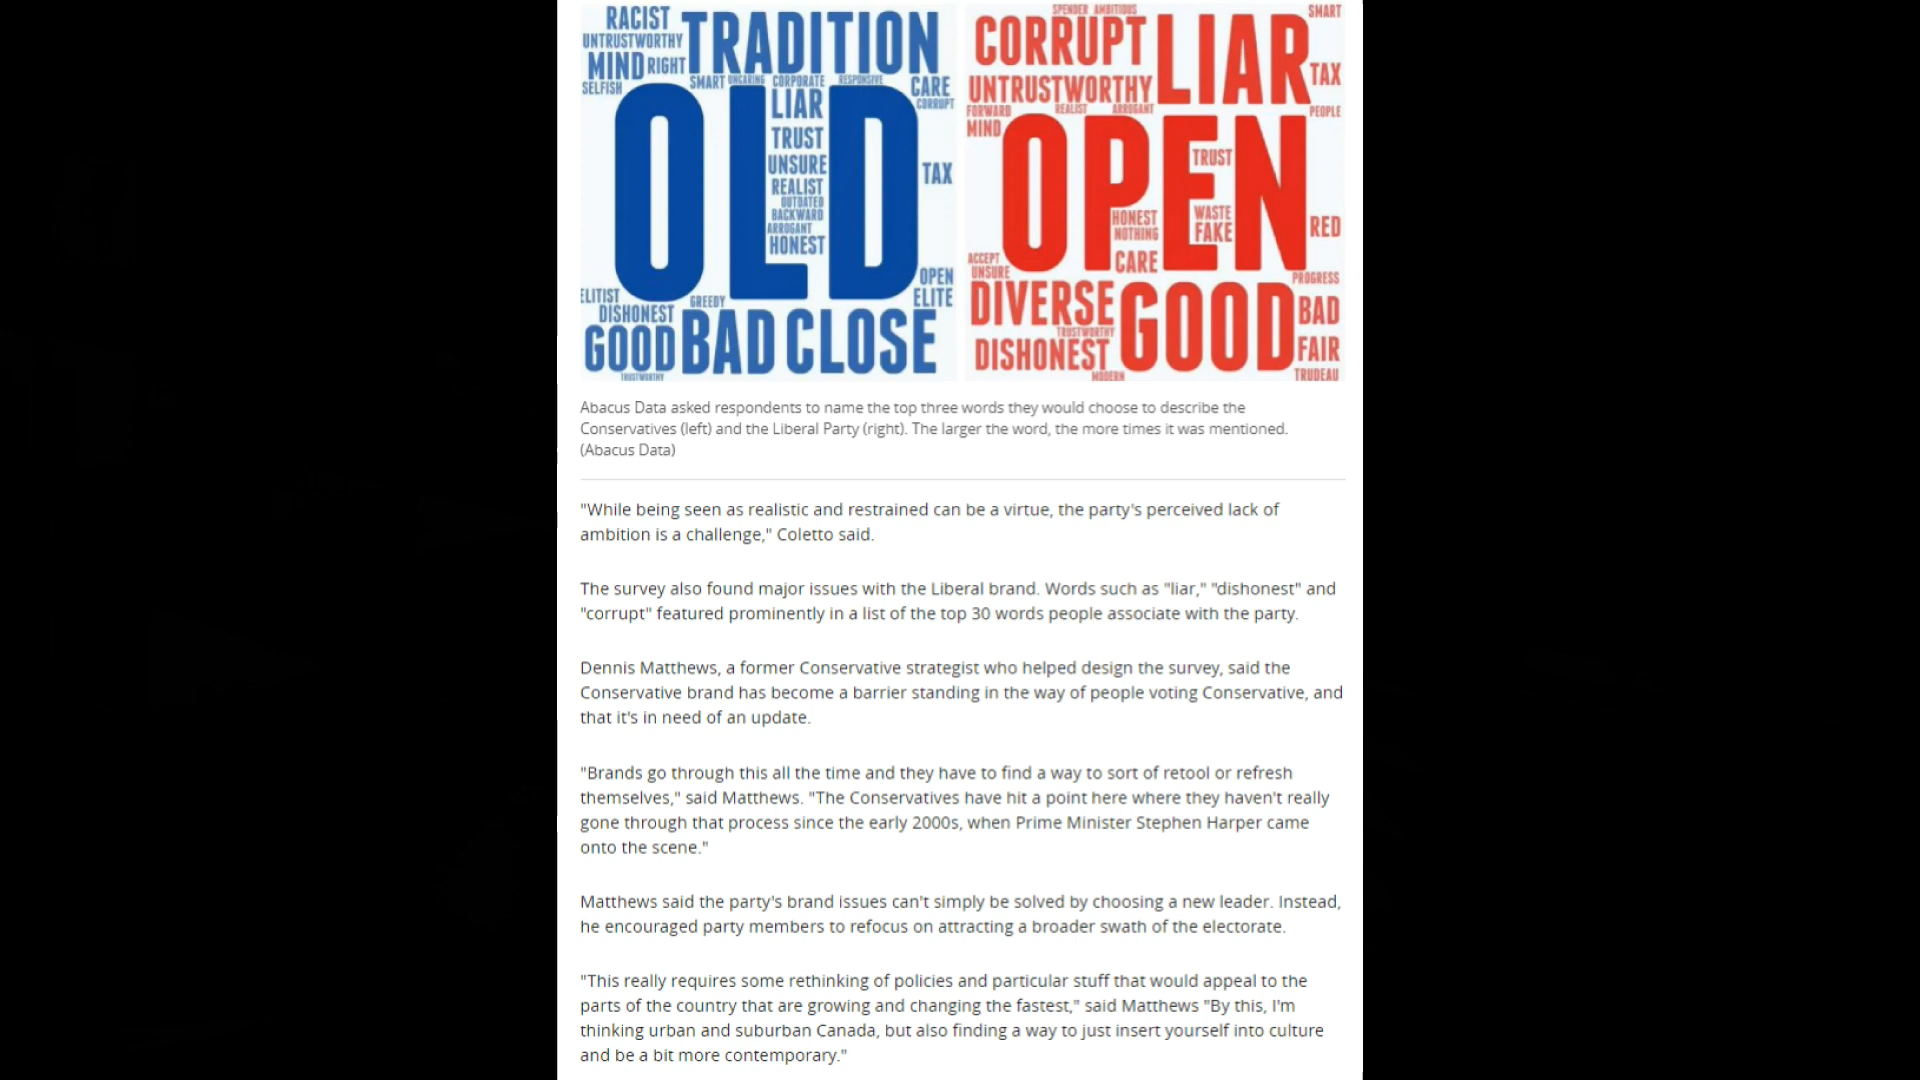 RACIST
UNTRUSTWORTHY
MIND RIGHT
TRADITION
SELFISH
SMART UNCARING CORPORATE RESPONSIVE
CARE
CORRUPT
OLD
LIAR
TRUST
UNSURE
REALIST
OUTDATED
BACKWARD
ARROGANT
HONEST
TAX
OPEN
ELITE
ELITIST
GREEDY
DISHONEST
GOOD BAD CLOSE
TRUSTWORTHY
SPENDER AMBITIOUS
SMART
CORRUPT LIAR
TAX
UNTRUSTWORTHY
FORWARD REALIST ARROGANT
PEOPLE
MIND
OPEN
TRUST
HONEST
NOTHING
WASTE
FAKE
RED
CARE
ACCEPT
UNSURE
PROGRESS
DIVERSE GOOD BAD
TRUSTWORTHY
DISHONEST
FAIR
MODERN
TRUDEAU
Abacus Data asked respondents to name the top three words they would choose to describe the
Conservatives (left) and the Liberal Party (right). The larger the word, the more times it was mentioned.
(Abacus Data)
"While being seen as realistic and restrained can be a virtue, the party's perceived lack of
ambition is a challenge," Coletto said.
The survey also found major issues with the Liberal brand. Words such as "liar," "dishonest" and
"corrupt" featured prominently in a list of the top 30 words people associate with the party.
Dennis Matthews, a former Conservative strategist who helped design the survey, said the
Conservative brand has become a barrier standing in the way of people voting Conservative, and
that it's in need of an update.
"Brands go through this all the time and they have to find a way to sort of retool or refresh
themselves," said Matthews. "The Conservatives have hit a point here where they haven't really
gone through that process since the early 2000s, when Prime Minister Stephen Harper came
onto the scene."
Matthews said the party's brand issues can't simply be solved by choosing a new leader. Instead,
he encouraged party members to refocus on attracting a broader swath of the electorate.
"This really requires some rethinking of policies and particular stuff that would appeal to the
parts of the country that are growing and changing the fastest," said Matthews "By this, I'm
thinking urban and suburban Canada, but also finding a way to just insert yourself into culture
and be a bit more contemporary."